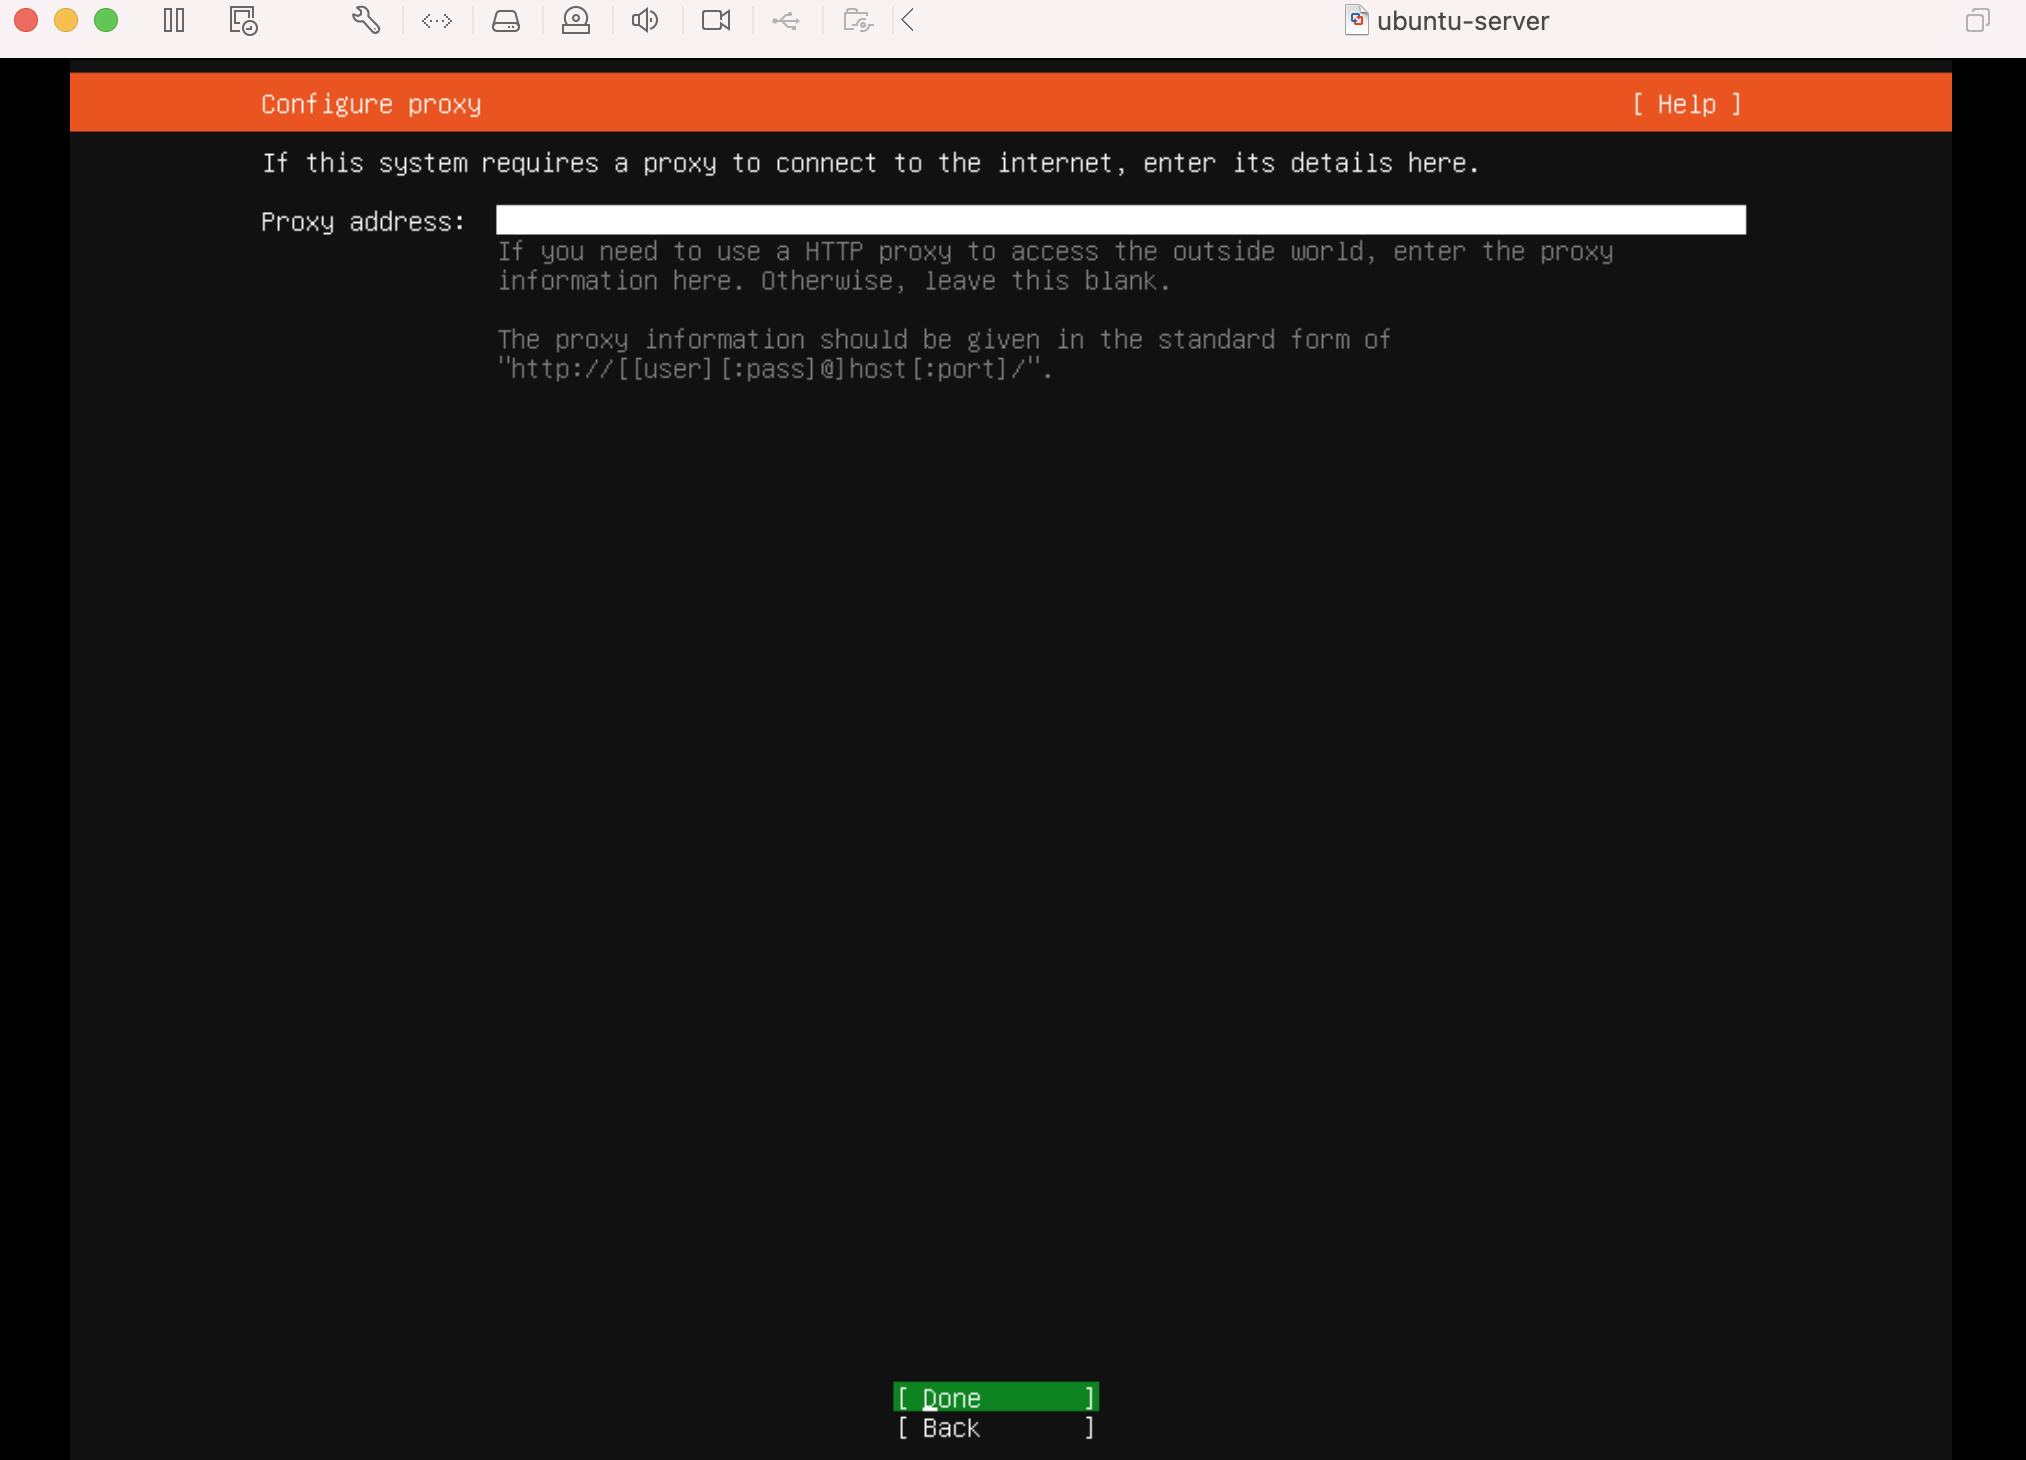 ubuntu-server
Configure proxy [ Help ]
If this system requires a proxy to connect to the internet, enter its details here.
Proxy address:
If you need to use a HTTP proxy to access the outside world, enter the proxy
information here. Otherwise, leave this blank.
The proxy information should be given in the standard form of
"http://[[user][:pass]@]host[:port]/".
[ Done ]
[ Back ]